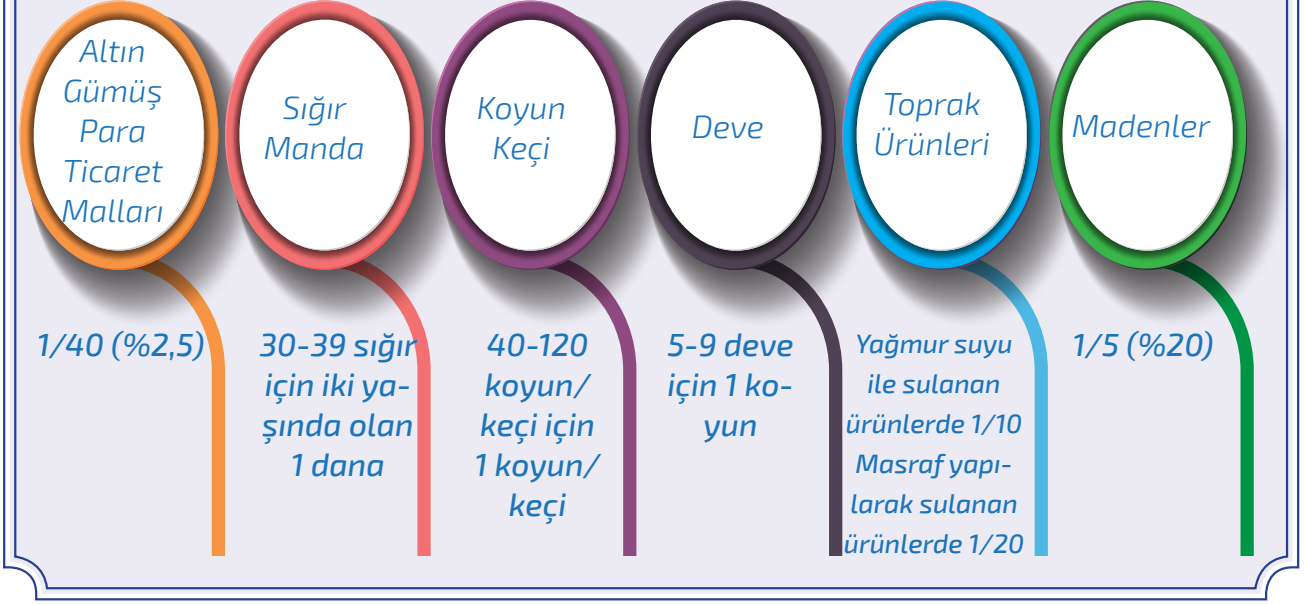 Altın
Gümüş
Para
Ticaret
Malları
Sığır
Manda
Koyun
Keçi
Deve
Toprak
Ürünleri
Madenler
1/40 (%2,5)
30-39 sığır
için iki ya-
şında olan
1 dana
40-120
koyun/
keçi için
1 koyun/
keçi
5-9 deve
için 1 ko-
yun
Yağmur suyu
ile sulanan
ürünlerde 1/10
Masraf yapı-
larak sulanan
ürünlerde 1/20
1/5 (%20)